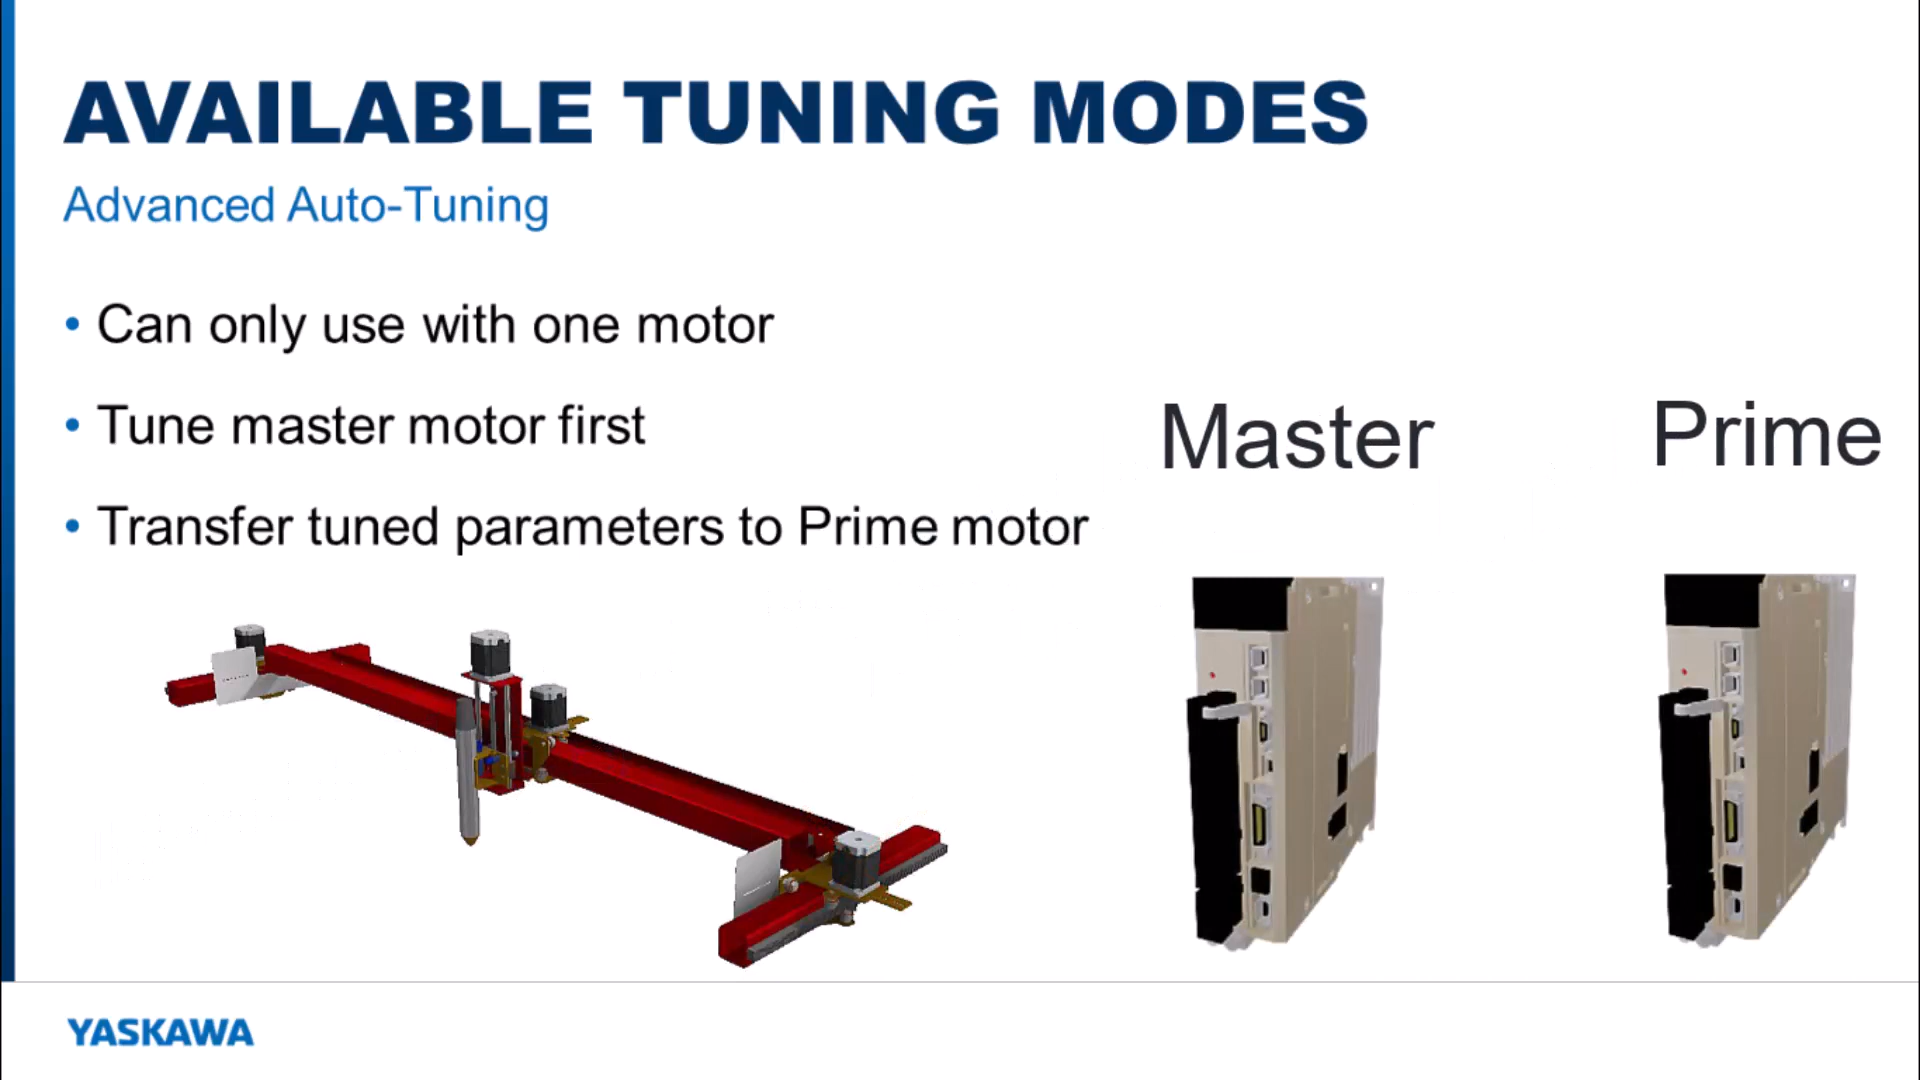 AVAILABLE TUNING MODES
Advanced Auto-Tuning
• Can only use with one motor
• Tune master motor first
• Transfer tuned parameters to Prime motor
Master
Prime
YASKAWA